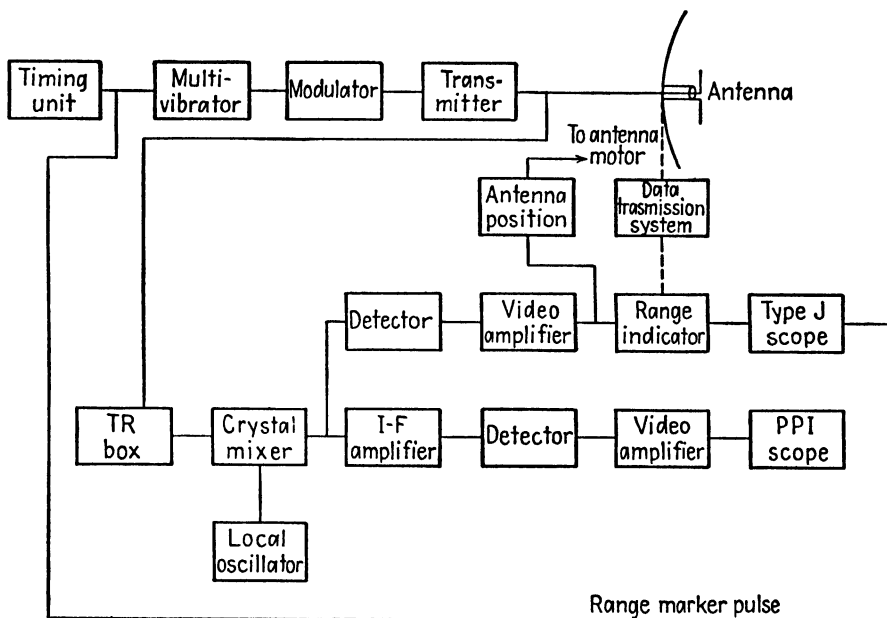 Timing
unit
Multi-
vibrator
Modulator
Trans-
mitter
Antenna
To antenna
motor
Antenna
position
Data
trasmission
system
Detector
Video
amplifier
Range
indicator
Type J
scope
TR
box
Crystal
mixer
I-F
amplifier
Detector
Video
amplifier
PPI
scope
Local
oscillator
Range marker pulse